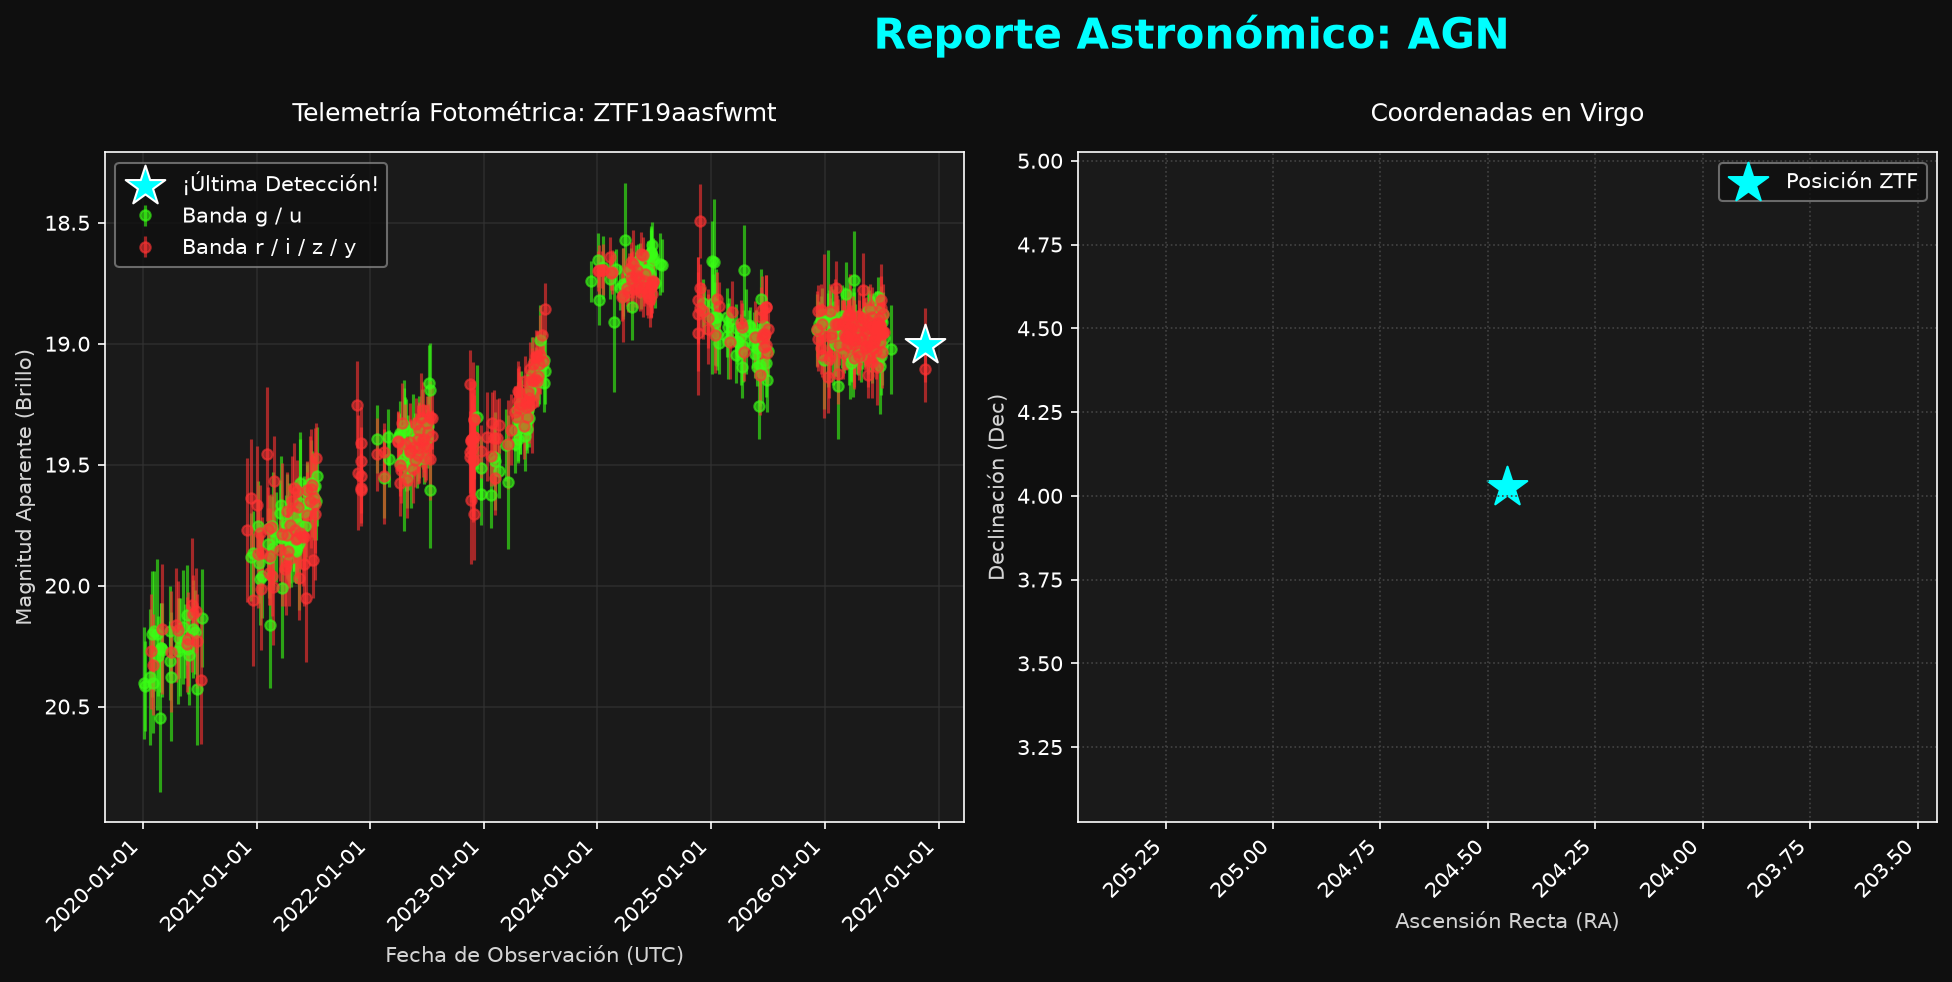 Reporte Astronómico: AGN
Telemetría Fotométrica: ZTF19aasfwmt
¡Última Detección!
Banda g / u
Banda r / i / z / y
Magnitud Aparente (Brillo)
18.5
19.0
19.5
20.0
20.5
2020-01-01
2021-01-01
2022-01-01
2023-01-01
2024-01-01
2025-01-01
2026-01-01
2027-01-01
Fecha de Observación (UTC)
Coordenadas en Virgo
Posición ZTF
Declinación (Dec)
5.00
4.75
4.50
4.25
4.00
3.75
3.50
3.25
205.25
205.00
204.75
204.50
204.25
204.00
203.75
203.50
Ascensión Recta (RA)